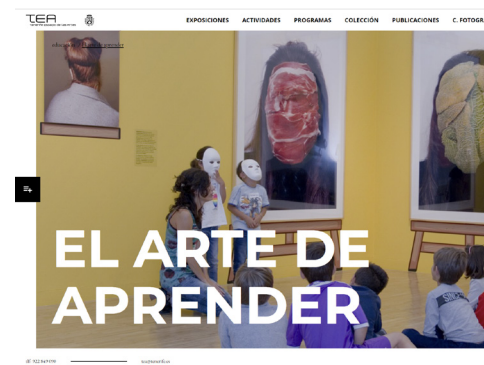 TEA
EXPOSICIONES ACTIVIDADES PROGRAMAS COLECCIÓN PUBLICACIONES C. FOTOGR
EL ARTE DE
APRENDER